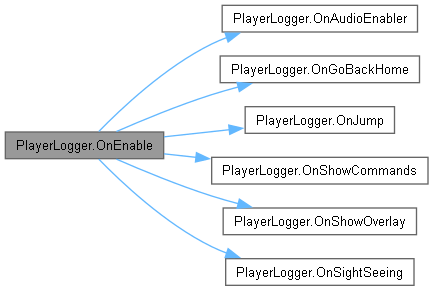 PlayerLogger.OnEnable
PlayerLogger.OnAudioEnabler
PlayerLogger.OnGoBackHome
PlayerLogger.OnJump
PlayerLogger.OnShowCommands
PlayerLogger.OnShowOverlay
PlayerLogger.OnSightSeeing